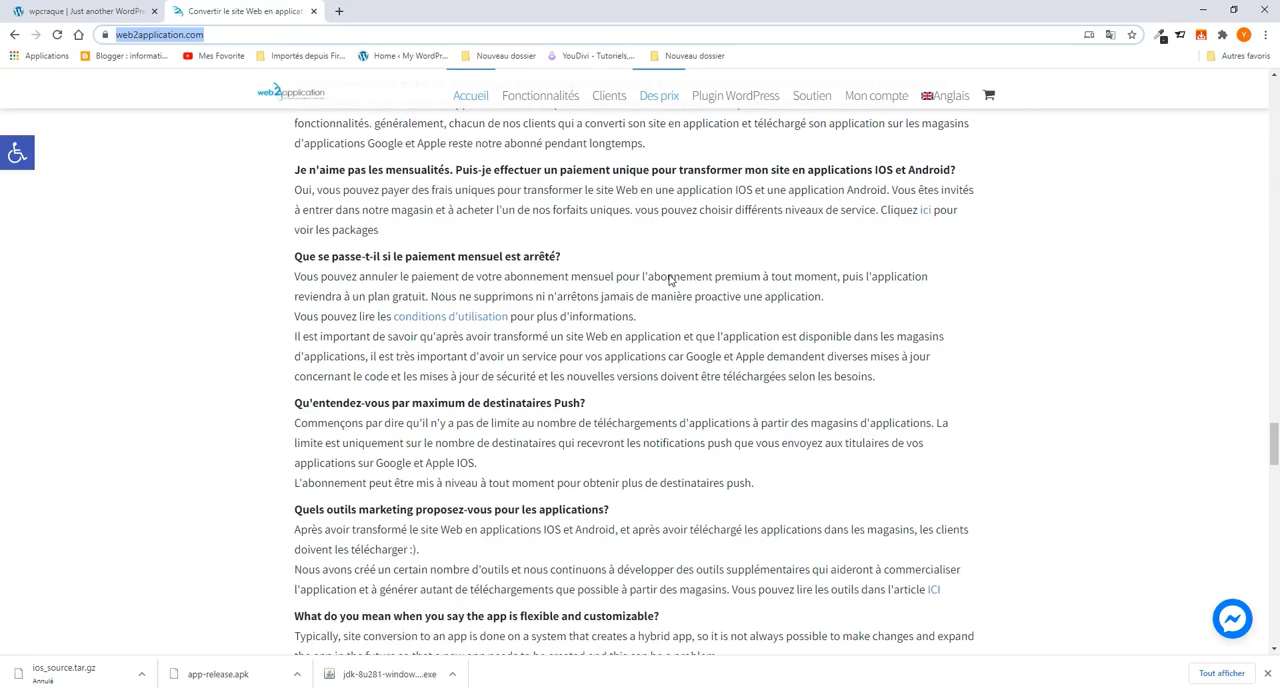 wpcraque | Just another WordPre
Convertir le site Web en applicat
web2application.com
Applications
Blogger : informati...
Mes Favorite
Importés depuis Fir...
Home ‹ My WordPr...
Nouveau dossier
YouDivi - Tutoriels,...
Nouveau dossier
Autres favoris
web2application
Accueil
Fonctionnalités
Clients
Des prix
Plugin WordPress
Soutien
Mon compte
Anglais
fonctionnalités. généralement, chacun de nos clients qui a converti son site en application et téléchargé son application sur les magasins
d'applications Google et Apple reste notre abonné pendant longtemps.
Je n'aime pas les mensualités. Puis-je effectuer un paiement unique pour transformer mon site en applications IOS et Android?
Oui, vous pouvez payer des frais uniques pour transformer le site Web en une application IOS et une application Android. Vous êtes invités
à entrer dans notre magasin et à acheter l'un de nos forfaits uniques. vous pouvez choisir différents niveaux de service. Cliquez ici pour
voir les packages
Que se passe-t-il si le paiement mensuel est arrêté?
Vous pouvez annuler le paiement de votre abonnement mensuel pour l'abonnement premium à tout moment, puis l'application
reviendra à un plan gratuit. Nous ne supprimons ni n'arrêtons jamais de manière proactive une application.
Vous pouvez lire les conditions d'utilisation pour plus d'informations.
Il est important de savoir qu'après avoir transformé un site Web en application et que l'application est disponible dans les magasins
d'applications, il est très important d'avoir un service pour vos applications car Google et Apple demandent diverses mises à jour
concernant le code et les mises à jour de sécurité et les nouvelles versions doivent être téléchargées selon les besoins.
Qu'entendez-vous par maximum de destinataires Push?
Commençons par dire qu'il n'y a pas de limite au nombre de téléchargements d'applications à partir des magasins d'applications. La
limite est uniquement sur le nombre de destinataires qui recevront les notifications push que vous envoyez aux titulaires de vos
applications sur Google et Apple IOS.
L'abonnement peut être mis à niveau à tout moment pour obtenir plus de destinataires push.
Quels outils marketing proposez-vous pour les applications?
Après avoir transformé le site Web en applications IOS et Android, et après avoir téléchargé les applications dans les magasins, les clients
doivent les télécharger :).
Nous avons créé un certain nombre d'outils et nous continuons à développer des outils supplémentaires qui aideront à commercialiser
l'application et à générer autant de téléchargements que possible à partir des magasins. Vous pouvez lire les outils dans l'article ICI
What do you mean when you say the app is flexible and customizable?
Typically, site conversion to an app is done on a system that creates a hybrid app, so it is not always possible to make changes and expand
ios_source.tar.gz
Annulé
app-release.apk
jdk-8u281-window....exe
Tout afficher